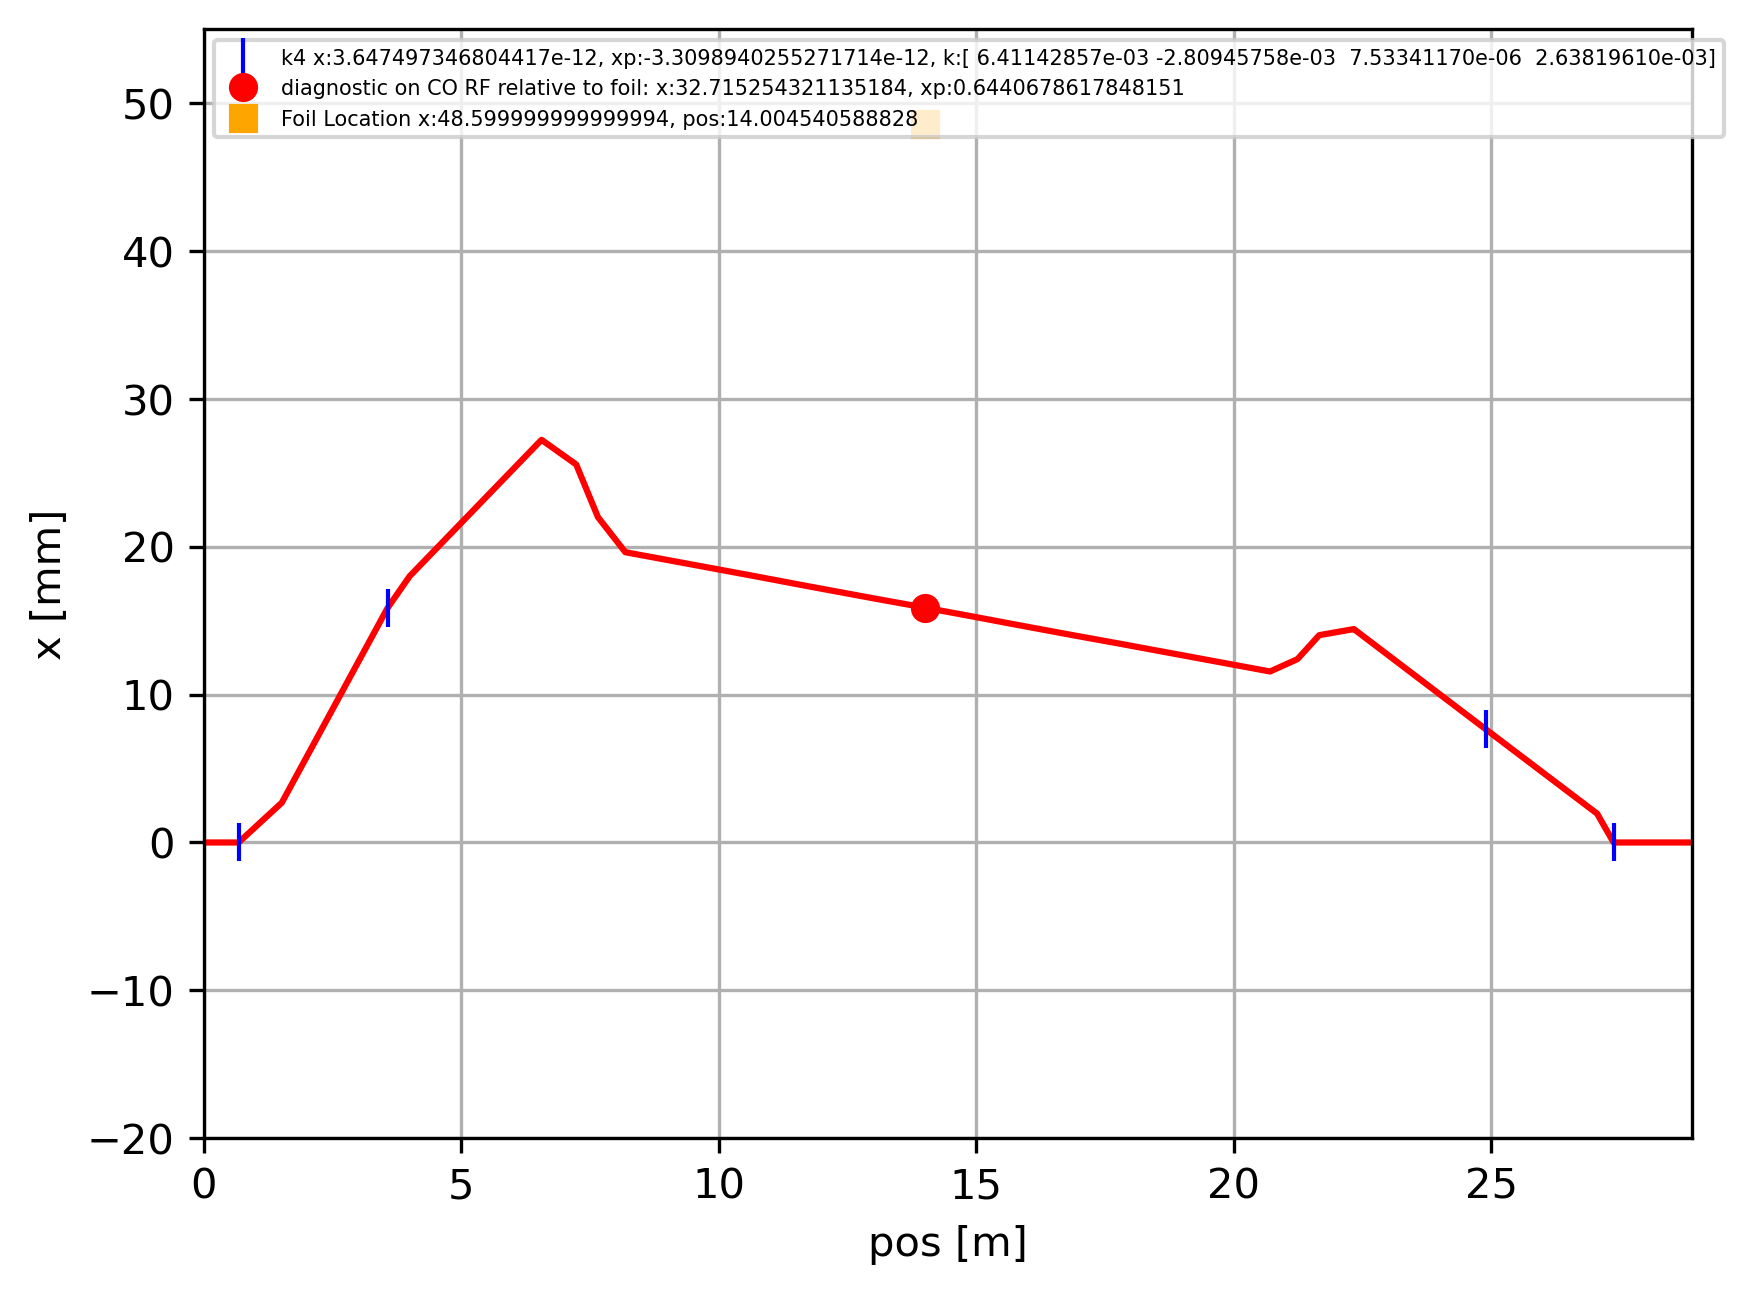 k4 x:3.647497346804417e-12, xp:-3.3098940255271714e-12, k:[ 6.41142857e-03 -2.80945758e-03  7.53341170e-06  2.63819610e-03]
diagnostic on CO RF relative to foil: x:32.715254321135184, xp:0.6440678617848151
Foil Location x:48.599999999999994, pos:14.004540588828
50
40
30
20
10
0
−10
−20
x [mm]
0 5 10 15 20 25
pos [m]